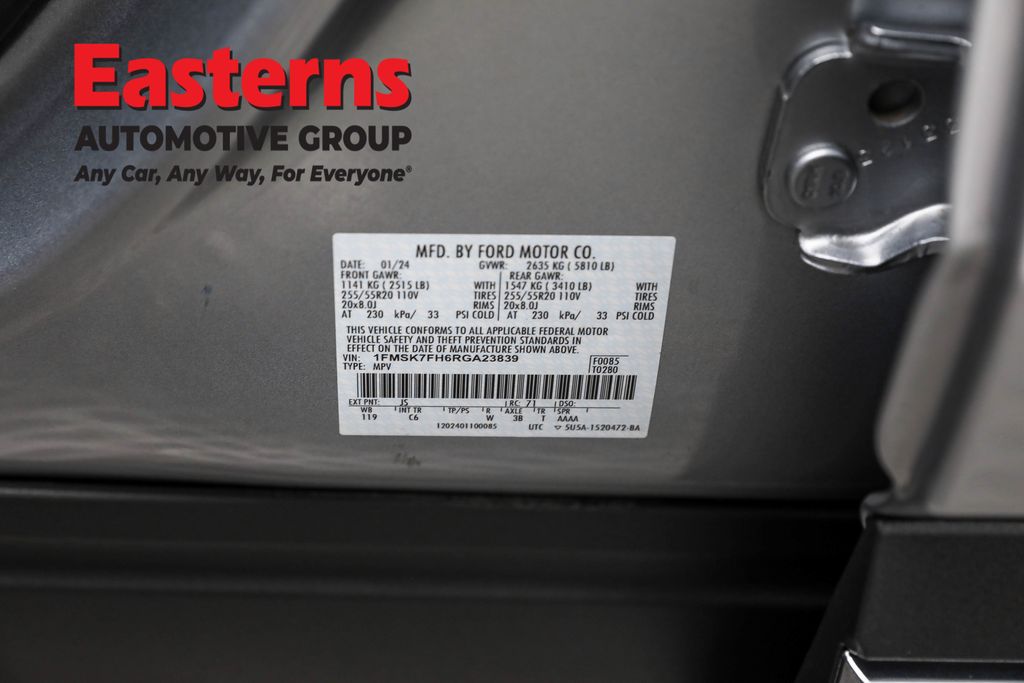 Easterns
AUTOMOTIVE GROUP
Any Car, Any Way, For Everyone®
MFD. BY FORD MOTOR CO.
DATE: 01/24 GVWR: 2635 KG ( 5810 LB)
FRONT GAWR: REAR GAWR:
1141 KG ( 2515 LB) WITH 1547 KG ( 3410 LB) WITH
255/55R20 110V TIRES 255/55R20 110V TIRES
20x8.0J RIMS 20x8.0J RIMS
AT 230 kPa/ 33 PSI COLD AT 230 kPa/ 33 PSI COLD
THIS VEHICLE CONFORMS TO ALL APPLICABLE FEDERAL MOTOR
VEHICLE SAFETY AND THEFT PREVENTION STANDARDS IN
EFFECT ON THE DATE OF MANUFACTURE SHOWN ABOVE.
VIN: 1FMSK7FH6RGA23839 F0085
TYPE: MPV T0280
EXT PNT: JS RC: 71 DSO:
WB INT TR TP/PS R AXLE TR SPR
119 C6 W 3B T AAAA
1202401100085 UTC ▽ 5U5A-1520472-BA